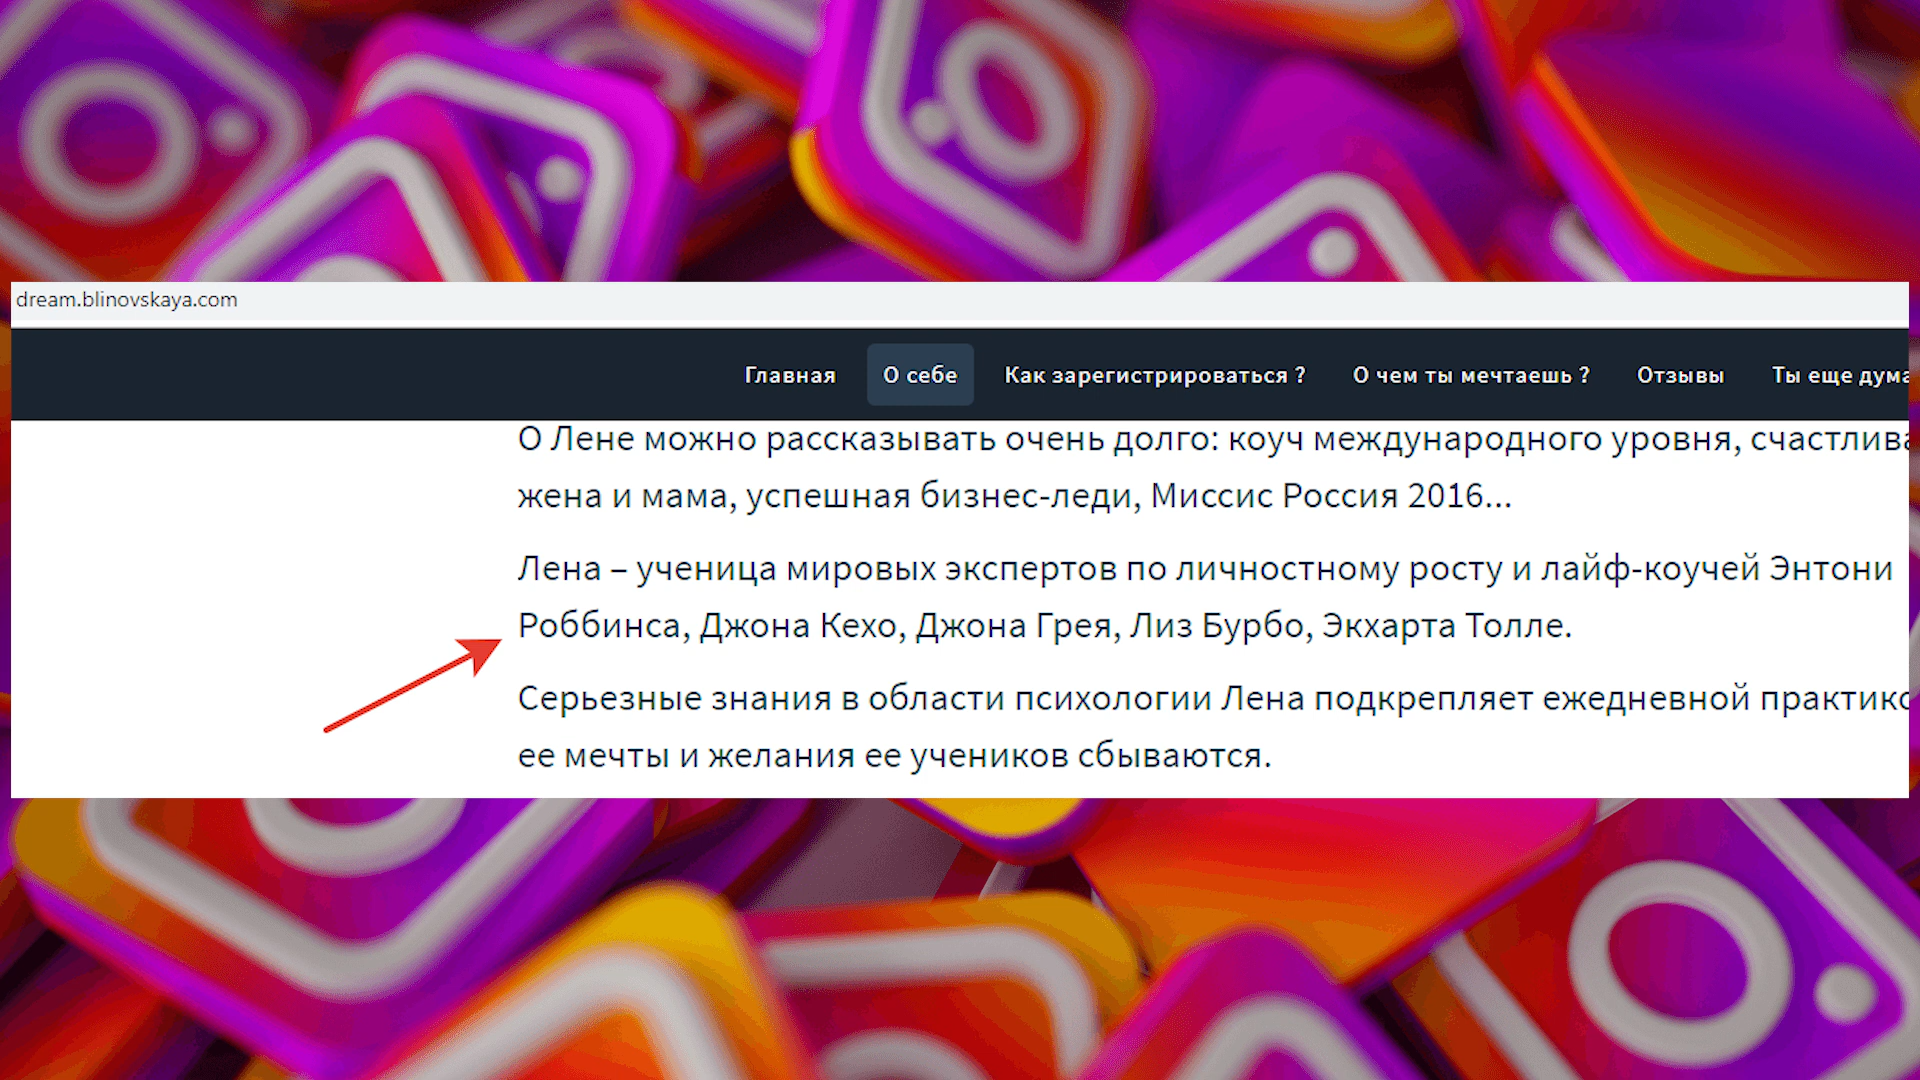 dream.blinovskaya.com
Главная О себе Как зарегистрироваться ? О чем ты мечтаешь ? Отзывы Ты еще
О Лене можно рассказывать очень долго: коуч международного уровня,
жена и мама, успешная бизнес-леди, Миссис Россия 2016...
Лена – ученица мировых экспертов по личностному росту и лайф-коучей Энтони
Роббинса, Джона Кехо, Джона Грея, Лиз Бурбо, Экхарта Толле.
Серьезные знания в области психологии Лена подкрепляет ежедневной
ее мечты и желания ее учеников сбываются.